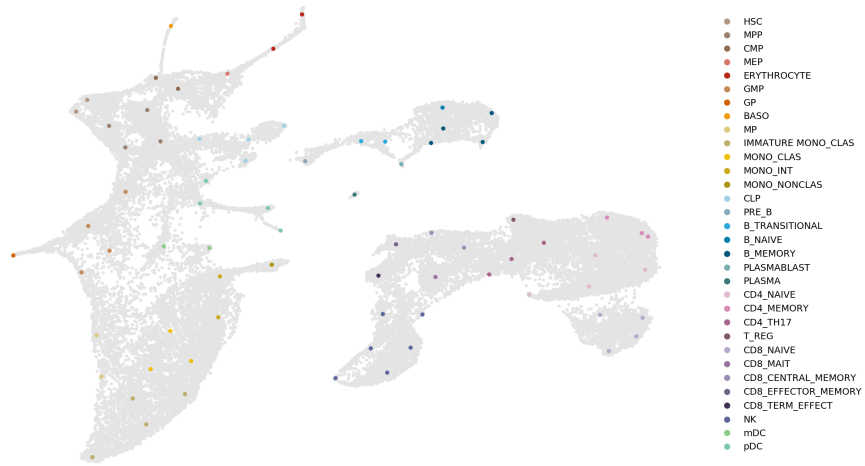 HSC
MPP
CMP
MEP
ERYTHROCYTE
GMP
GP
BASO
MP
IMMATURE MONO_CLAS
MONO_CLAS
MONO_INT
MONO_NONCLAS
CLP
PRE_B
B_TRANSITIONAL
B_NAIVE
B_MEMORY
PLASMABLAST
PLASMA
CD4_NAIVE
CD4_MEMORY
CD4_TH17
T_REG
CD8_NAIVE
CD8_MAIT
CD8_CENTRAL_MEMORY
CD8_EFFECTOR_MEMORY
CD8_TERM_EFFECT
NK
mDC
pDC